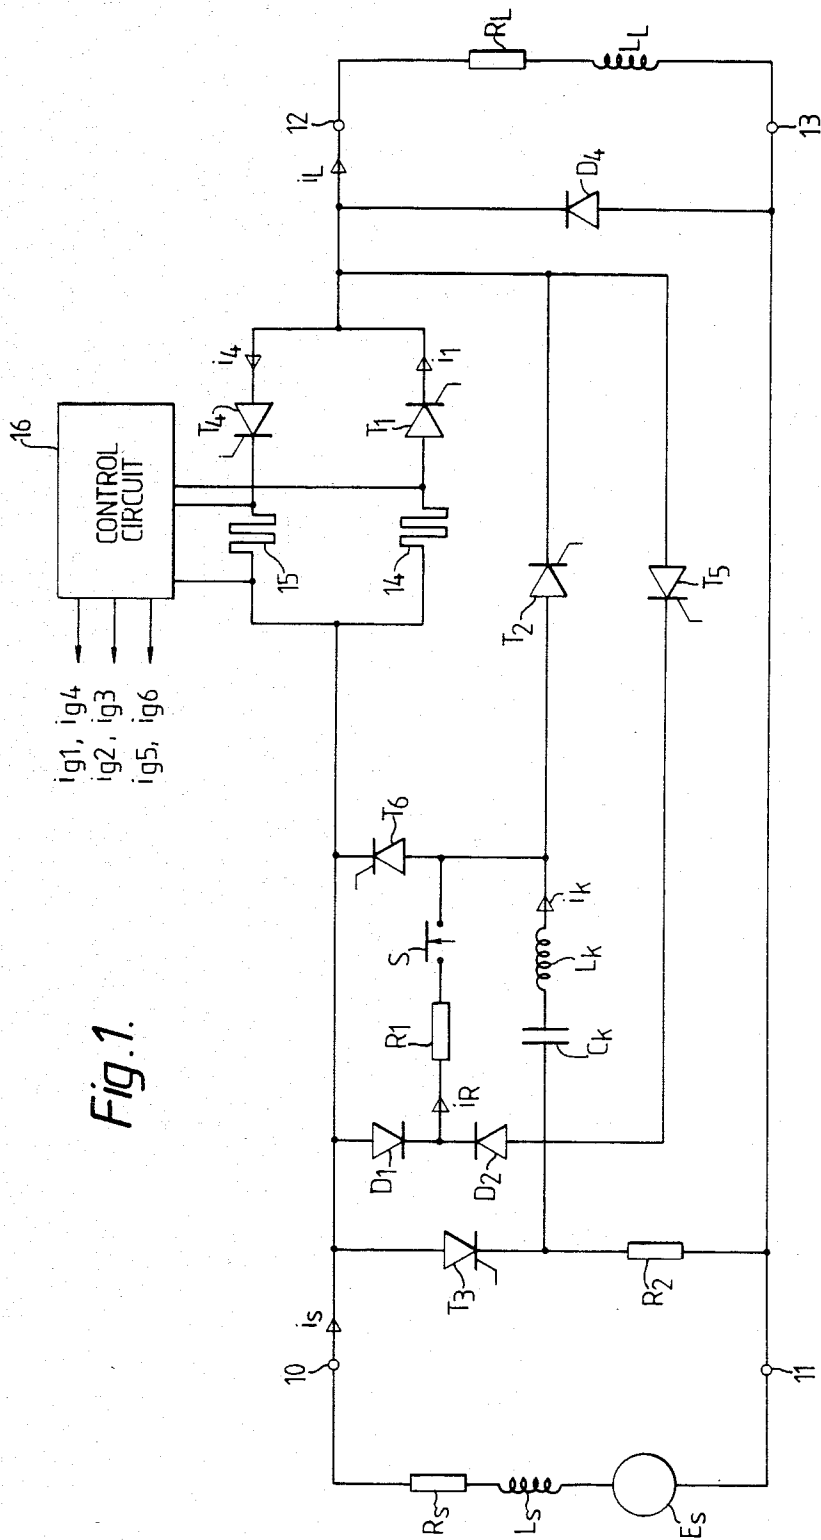 Fig.1.
16
CONTROL
CIRCUIT
ig1, ig4
ig2, ig3
ig5, ig6
i4
T4
15
i1
T1
14
iL
12
RL
LL
13
D4
T2
T5
T6
S
R1
iR
Lk
ik
Ck
D1
D2
T3
R2
is
10
11
Rs
Ls
Es